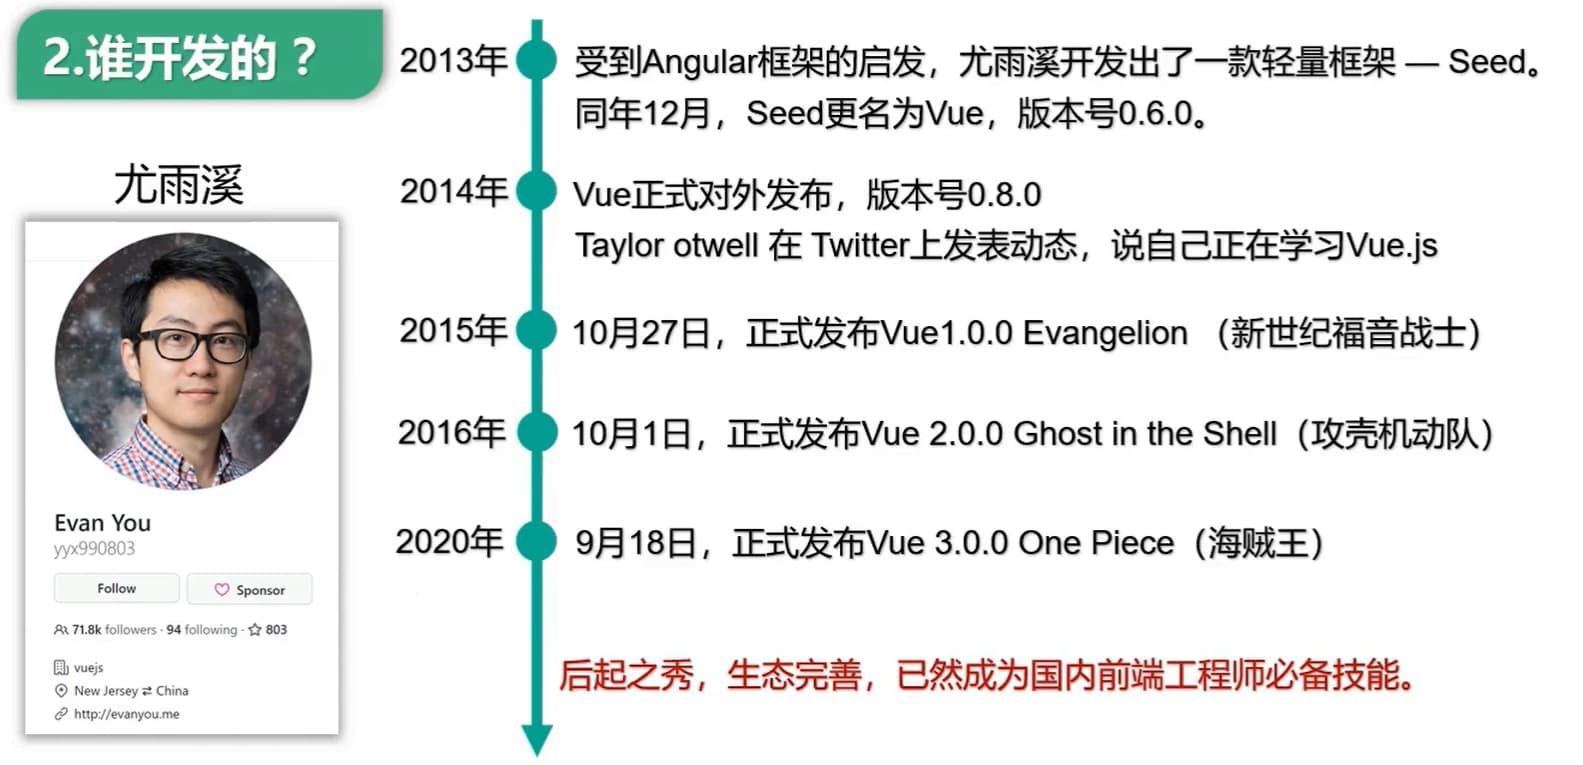 2.谁开发的？
尤雨溪
Evan You
yyx990803
Follow
Sponsor
71.8k followers · 94 following · 803
vuejs
New Jersey ⇄ China
http://evanyou.me
2013年
受到Angular框架的启发，尤雨溪开发出了一款轻量框架 — Seed。
同年12月，Seed更名为Vue，版本号0.6.0。
2014年
Vue正式对外发布，版本号0.8.0
Taylor otwell 在 Twitter上发表动态，说自己正在学习Vue.js
2015年
10月27日，正式发布Vue1.0.0 Evangelion （新世纪福音战士）
2016年
10月1日，正式发布Vue 2.0.0 Ghost in the Shell（攻壳机动队）
2020年
9月18日，正式发布Vue 3.0.0 One Piece（海贼王）
后起之秀，生态完善，已然成为国内前端工程师必备技能。